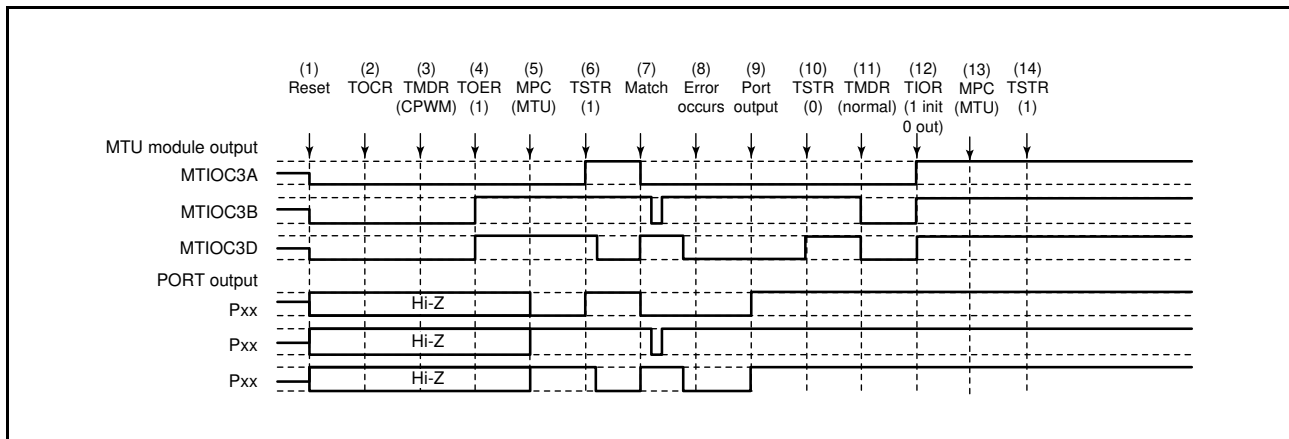 (1) (2) (3) (4) (5) (6) (7) (8) (9) (10) (11) (12) (13) (14)
Reset TOCR TMDR TOER MPC TSTR Match Error Port TSTR TMDR TIOR MPC TSTR
(CPWM) (1) (MTU) (1) occurs output (0) (normal) (1 init (MTU) (1)
0 out)
MTU module output
MTIOC3A
MTIOC3B
MTIOC3D
PORT output
Pxx Hi-Z
Pxx Hi-Z
Pxx Hi-Z